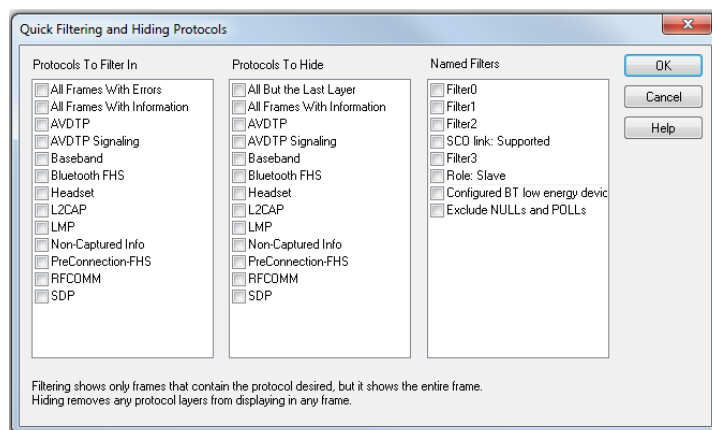 Quick Filtering and Hiding Protocols
Protocols To Filter In
All Frames With Errors
All Frames With Information
AVDTP
AVDTP Signaling
Baseband
Bluetooth FHS
Headset
L2CAP
LMP
Non-Captured Info
PreConnection-FHS
RFCOMM
SDP
Protocols To Hide
All But the Last Layer
All Frames With Information
AVDTP
AVDTP Signaling
Baseband
Bluetooth FHS
Headset
L2CAP
LMP
Non-Captured Info
PreConnection-FHS
RFCOMM
SDP
Named Filters
Filter0
Filter1
Filter2
SCO link: Supported
Filter3
Role: Slave
Configured BT low energy devic
Exclude NULLs and POLLs
OK
Cancel
Help
Filtering shows only frames that contain the protocol desired, but it shows the entire frame.
Hiding removes any protocol layers from displaying in any frame.